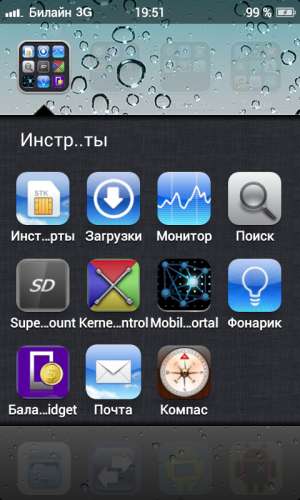 Билайн 3G 19:51 99 %
Инстр..ты
STK
Инст...рты Загрузки Монитор Поиск
SD
Supe...ount Kerne...ntrol Mobil...ortal Фонарик
Бала...idget Почта Компас